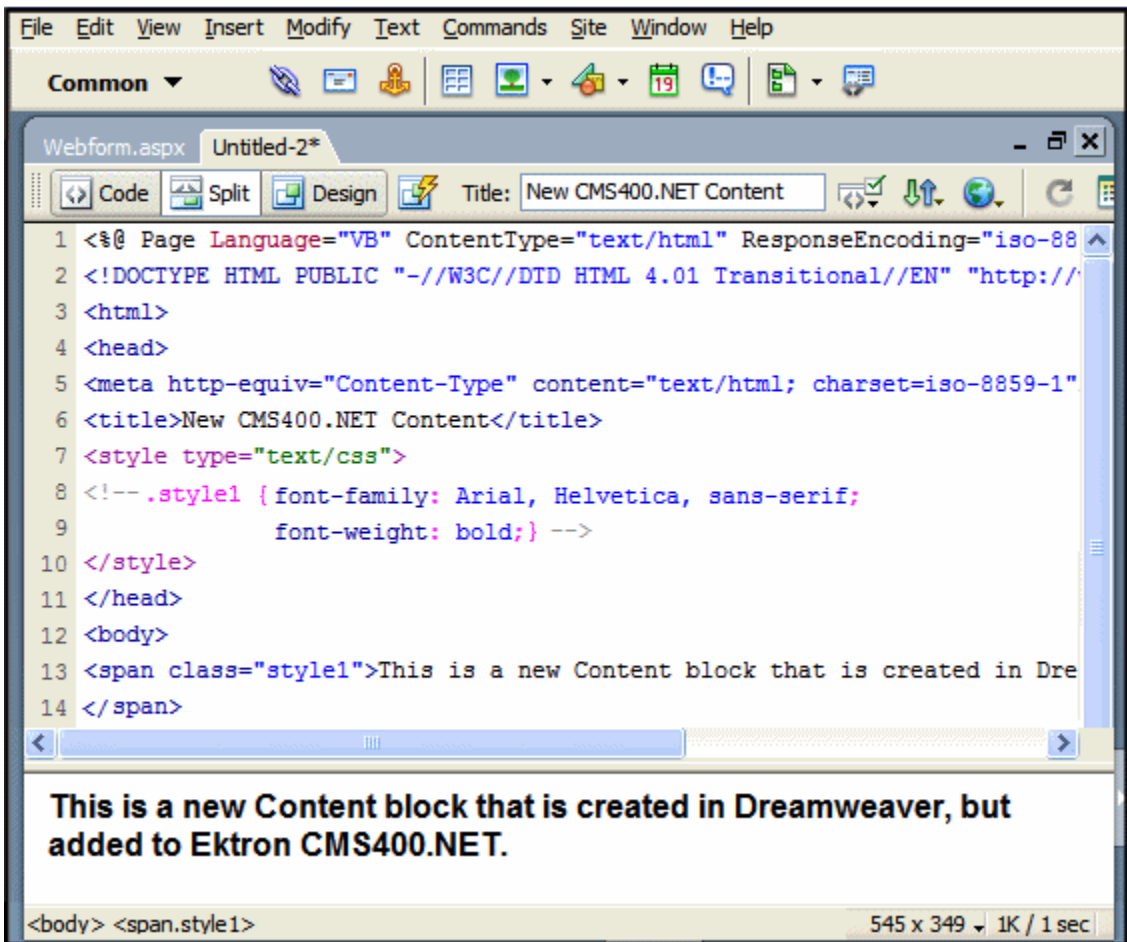 File Edit View Insert Modify Text Commands Site Window Help
Common
19
Webform.aspx Untitled-2*
Code Split Design Title: New CMS400.NET Content
1 <%@ Page Language="VB" ContentType="text/html" ResponseEncoding="iso-88
2 <!DOCTYPE HTML PUBLIC "-//W3C//DTD HTML 4.01 Transitional//EN" "http://
3 <html>
4 <head>
5 <meta http-equiv="Content-Type" content="text/html; charset=iso-8859-1"
6 <title>New CMS400.NET Content</title>
7 <style type="text/css">
8 <!-- .style1 { font-family: Arial, Helvetica, sans-serif;
9 font-weight: bold;} -->
10 </style>
11 </head>
12 <body>
13 <span class="style1">This is a new Content block that is created in Dre
14 </span>
This is a new Content block that is created in Dreamweaver, but
added to Ektron CMS400.NET.
<body> <span.style1> 545 x 349 1K / 1 sec